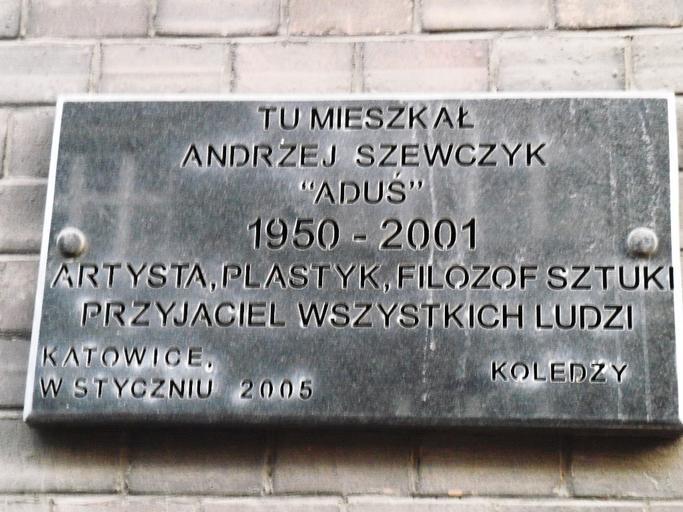 TU MIESZKAŁ
ANDRZEJ SZEWCZYK
“ADUŚ”
1950 - 2001
ARTYSTA, PLASTYK, FILOZOF SZTUKI
PRZYJACIEL WSZYSTKICH LUDZI
KATOWICE,
W STYCZNIU 2005
KOLEDZY